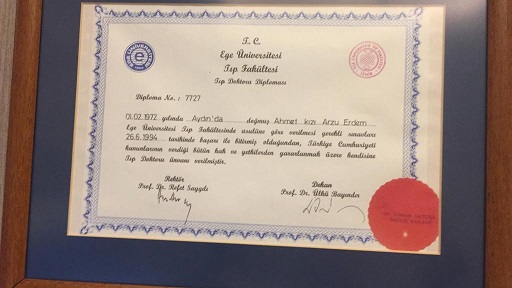 T. C.
Ege Üniversitesi
Tıp Fakültesi
Tıp Doktoru Diploması
Diploma No. : 7727
01.02.1972 yılında Aydın'da doğmuş Ahmet kızı Arzu Erdem
Ege Üniversitesi Tıp Fakültesinde usulüne göre verilmesi gerekli sınavları
26.6.1994 tarihinde başarı ile bitirmiş olduğundan, Türkiye Cumhuriyeti
kanunlarının verdiği bütün hak ve yetkilerden yararlanmak üzere kendisine
Tıp Doktoru ünvanı verilmiştir.
Rektör
Prof. Dr. Refet Saygılı
Dekan
Prof. Dr. Ülkü Bayındır